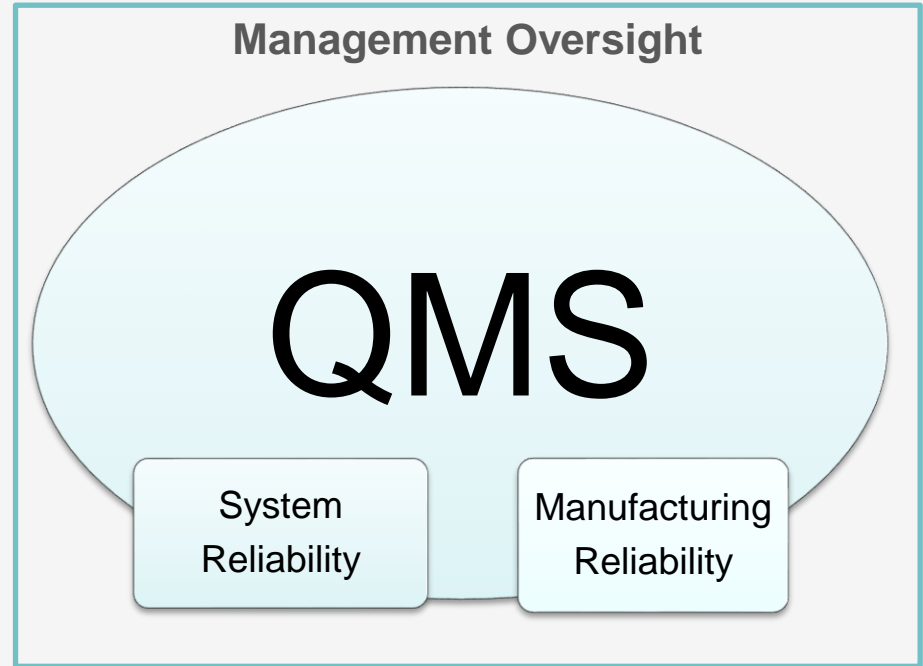 Management Oversight
QMS
System
Reliability
Manufacturing
Reliability